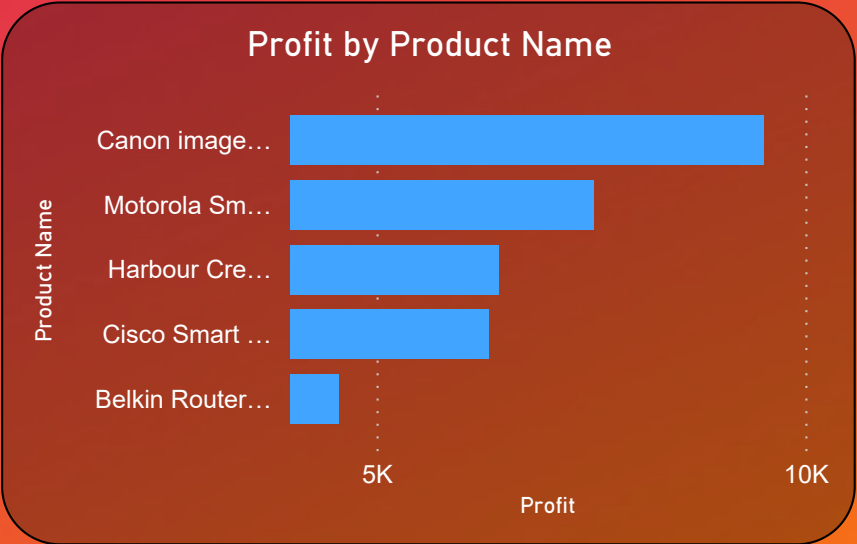 Profit by Product Name
Product Name
Canon image…
Motorola Sm…
Harbour Cre…
Cisco Smart …
Belkin Router…
5K
10K
Profit